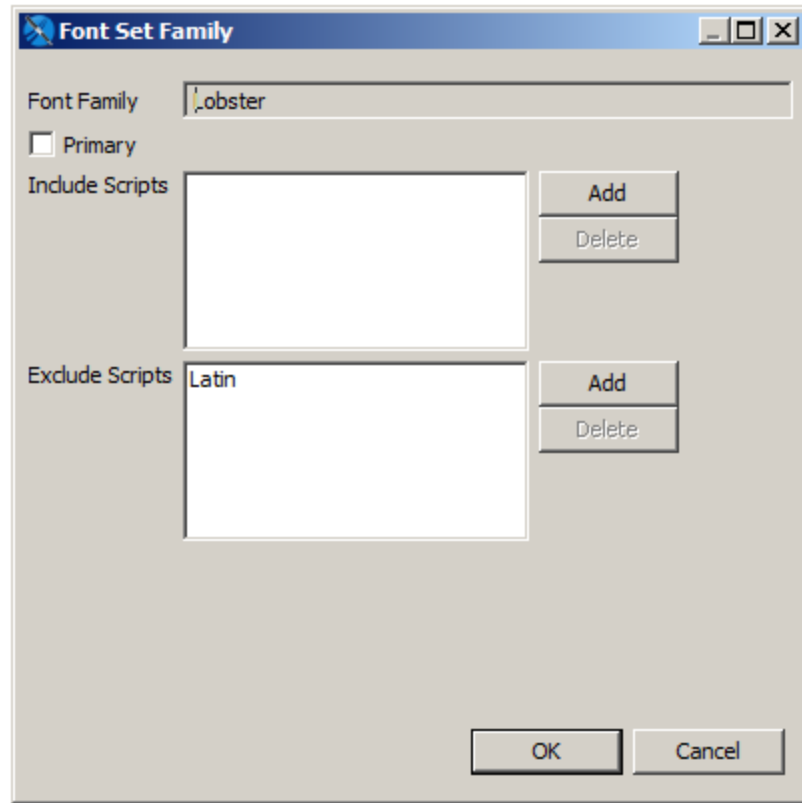 Font Set Family
Font Family Lobster
Primary
Include Scripts Add
Delete
Exclude Scripts Latin Add
Delete
OK Cancel